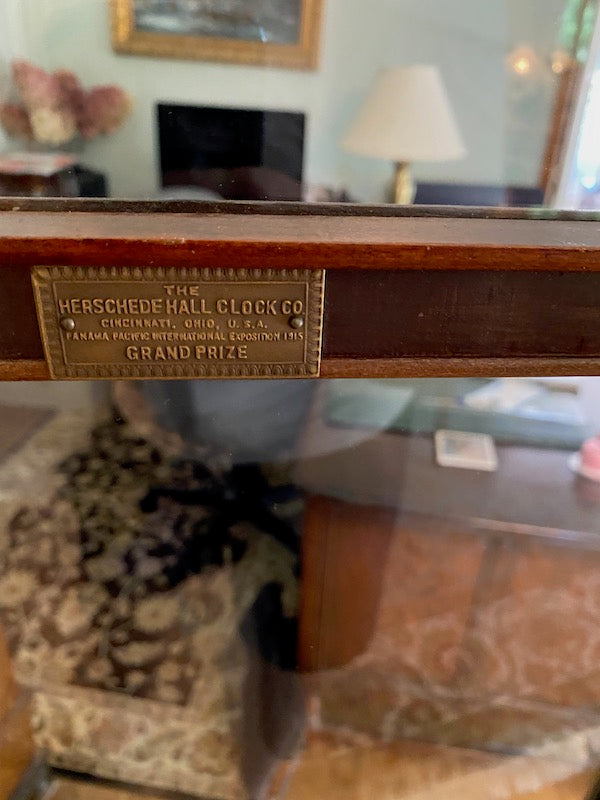 THE
HERSCHEDE HALL CLOCK CO
CINCINNATI, OHIO, U.S.A.
PANAMA PACIFIC INTERNATIONAL EXPOSITION 1915
GRAND PRIZE